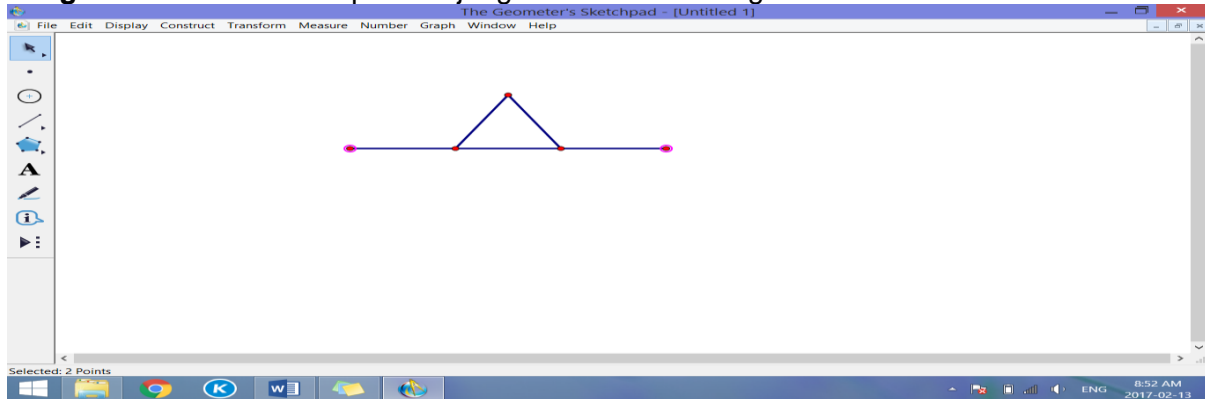 The Geometer's Sketchpad - [Untitled 1]
File Edit Display Construct Transform Measure Number Graph Window Help
A
Selected: 2 Points
K W
ENG 8:52 AM
2017-02-13